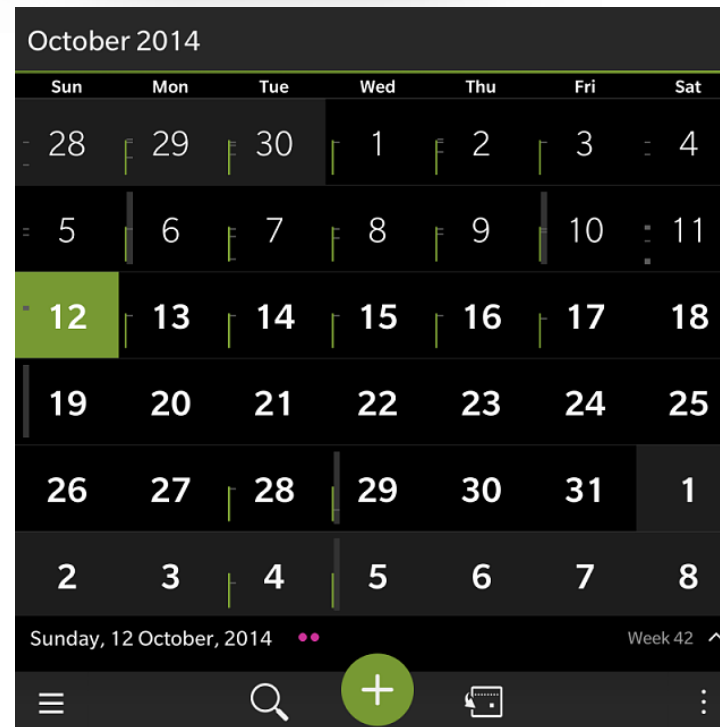 October 2014
Sun Mon Tue Wed Thu Fri Sat
28 29 30 1 2 3 4
5 6 7 8 9 10 11
12 13 14 15 16 17 18
19 20 21 22 23 24 25
26 27 28 29 30 31 1
2 3 4 5 6 7 8
Sunday, 12 October, 2014 Week 42